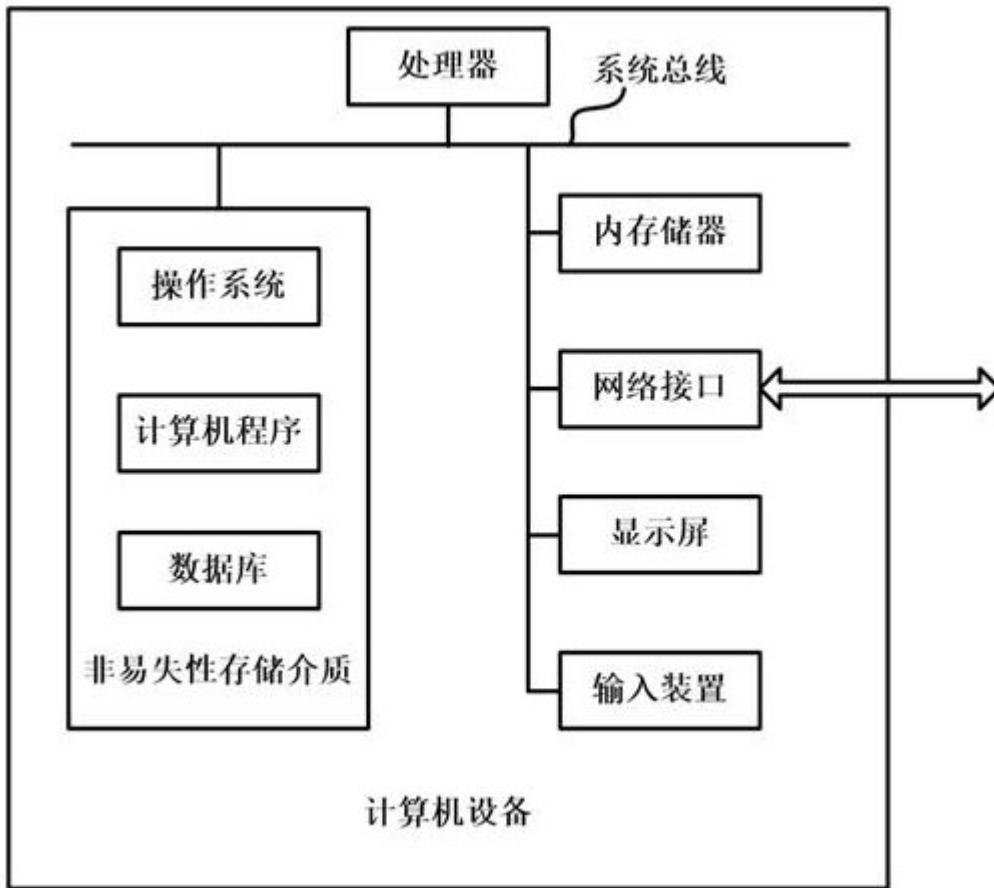 处理器
系统总线
操作系统
计算机程序
数据库
非易失性存储介质
内存储器
网络接口
显示屏
输入装置
计算机设备